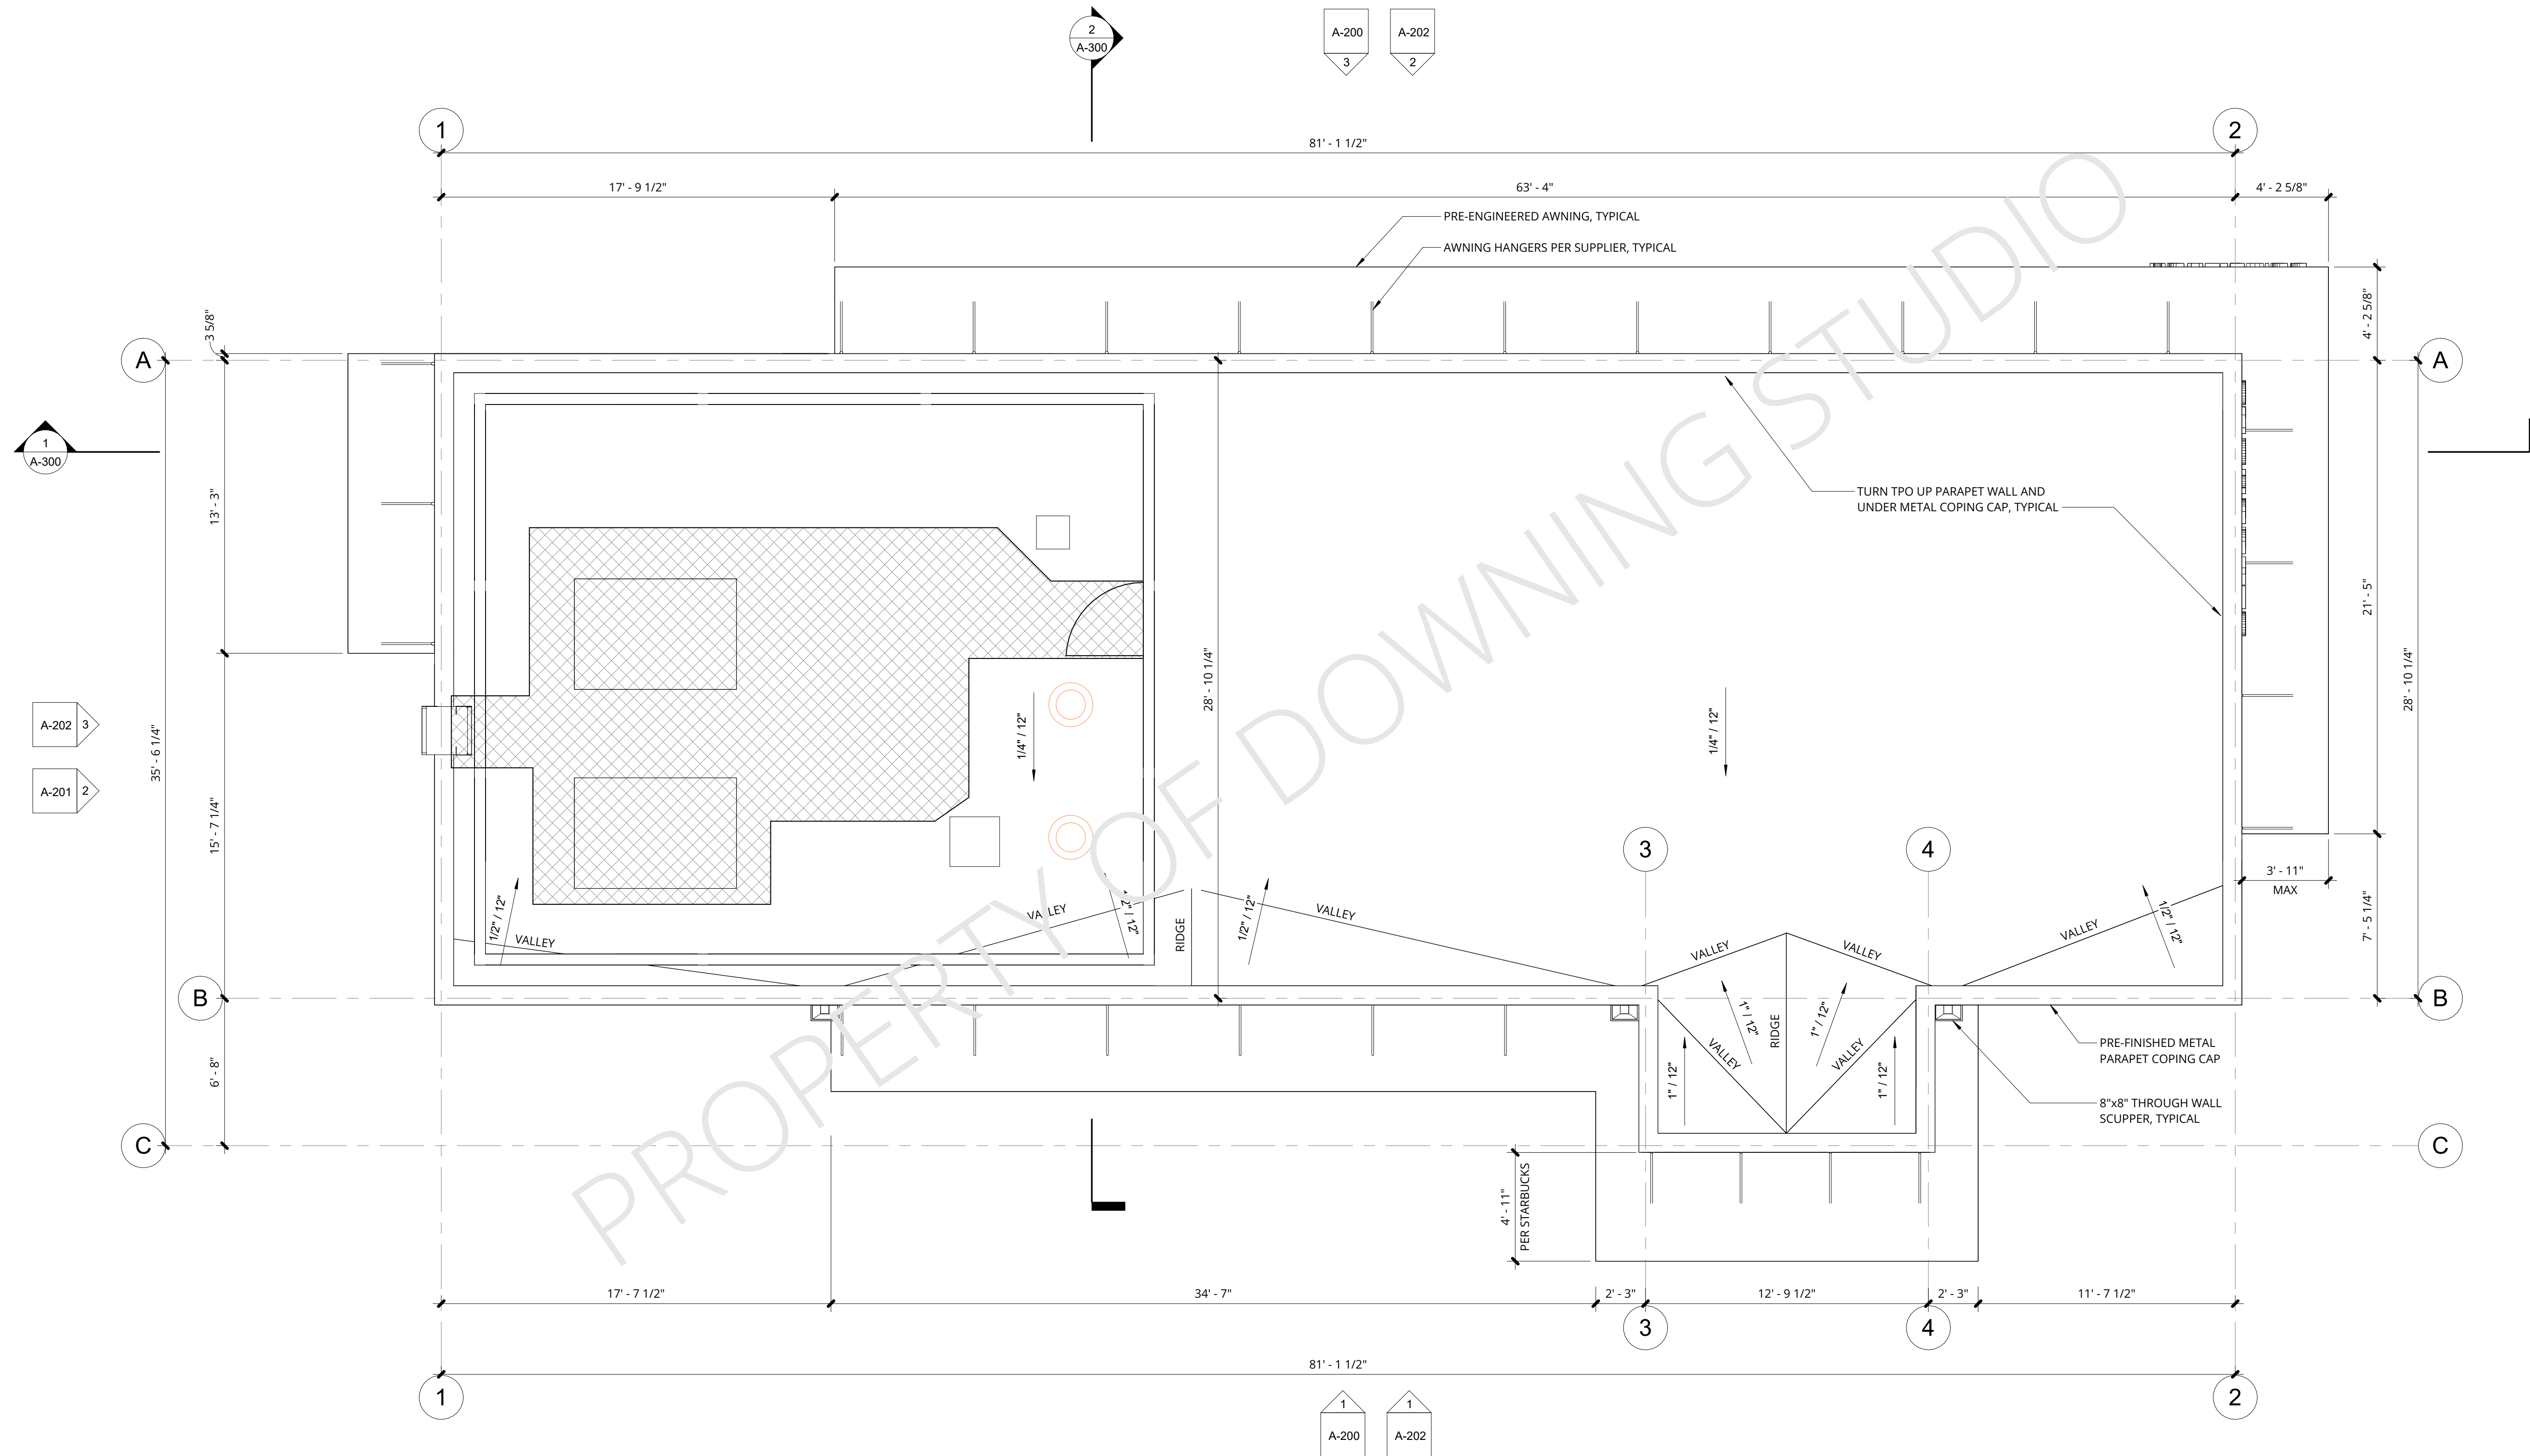 2
A-300
A-200
3
A-202
2
1
2
81' - 1 1/2"
17' - 9 1/2"
63' - 4"
4' - 2 5/8"
PRE-ENGINEERED AWNING, TYPICAL
AWNING HANGERS PER SUPPLIER, TYPICAL
3 5/8"
4' - 2 5/8"
A
A
1
A-300
13' - 3"
TURN TPO UP PARAPET WALL AND
UNDER METAL COPING CAP, TYPICAL
21' - 5"
28' - 10 1/4"
28' - 10 1/4"
A-202
3
A-201
2
35' - 6 1/4"
15' - 7 1/4"
1/4" / 12"
1/4" / 12"
3
4
3' - 11"
MAX
7' - 5 1/4"
1/2" / 12"
VALLEY
VALLEY
1/2" / 12"
RIDGE
1/2" / 12"
VALLEY
VALLEY
VALLEY
VALLEY
1/2" / 12"
B
B
1" / 12"
RIDGE
1" / 12"
VALLEY
VALLEY
1" / 12"
1" / 12"
PRE-FINISHED METAL
PARAPET COPING CAP
8"x8" THROUGH WALL
SCUPPER, TYPICAL
6' - 8"
C
C
4' - 11"
PER STARBUCKS
17' - 7 1/2"
34' - 7"
2' - 3"
12' - 9 1/2"
2' - 3"
11' - 7 1/2"
3
4
81' - 1 1/2"
1
2
1
A-200
1
A-202
PROPERTY OF DOWNING STUDIO